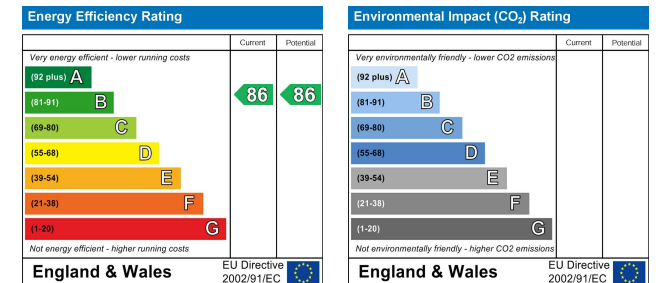 Energy Efficiency Rating
Current Potential
Very energy efficient - lower running costs
(92 plus) A
(81-91) B
86 86
(69-80) C
(55-68) D
(39-54) E
(21-38) F
(1-20) G
Not energy efficient - higher running costs
England & Wales
EU Directive
2002/91/EC
Environmental Impact (CO₂) Rating
Current Potential
Very environmentally friendly - lower CO2 emissions
(92 plus) A
(81-91) B
(69-80) C
(55-68) D
(39-54) E
(21-38) F
(1-20) G
Not environmentally friendly - higher CO2 emissions
England & Wales
EU Directive
2002/91/EC